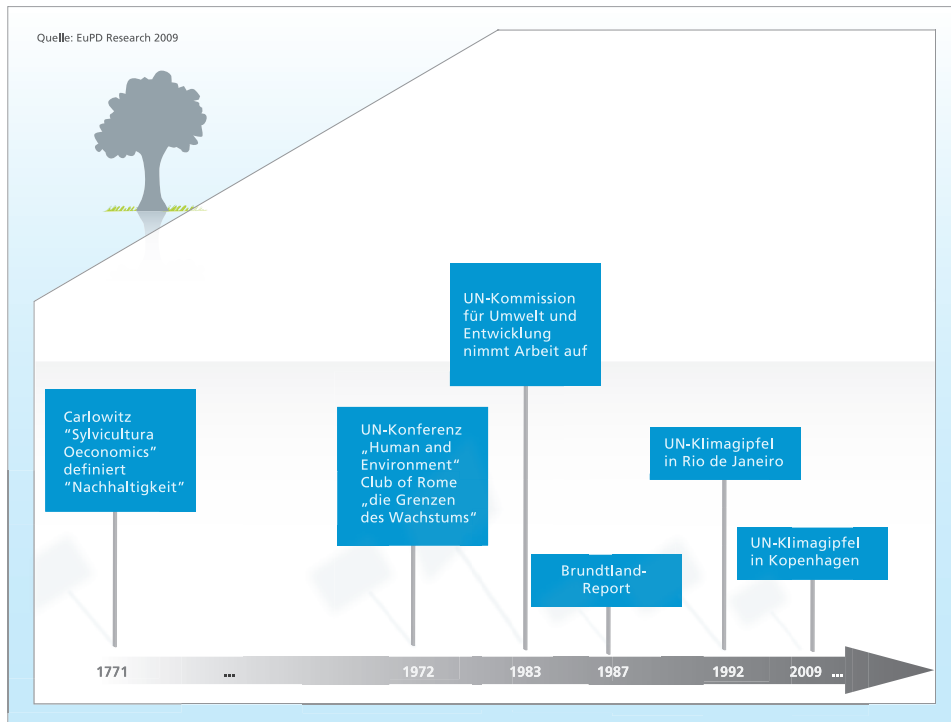 Quelle: EuPD Research 2009
UN-Kommission
für Umwelt und
Entwicklung
nimmt Arbeit auf
Carlowitz
“Sylvicultura
Oeconomics”
definiert
“Nachhaltigkeit”
UN-Konferenz
„Human and
Environment“
Club of Rome
„die Grenzen
des Wachstums“
UN-Klimagipfel
in Rio de Janeiro
Brundtland-
Report
UN-Klimagipfel
in Kopenhagen
1771 ... 1972 1983 1987 1992 2009 ...